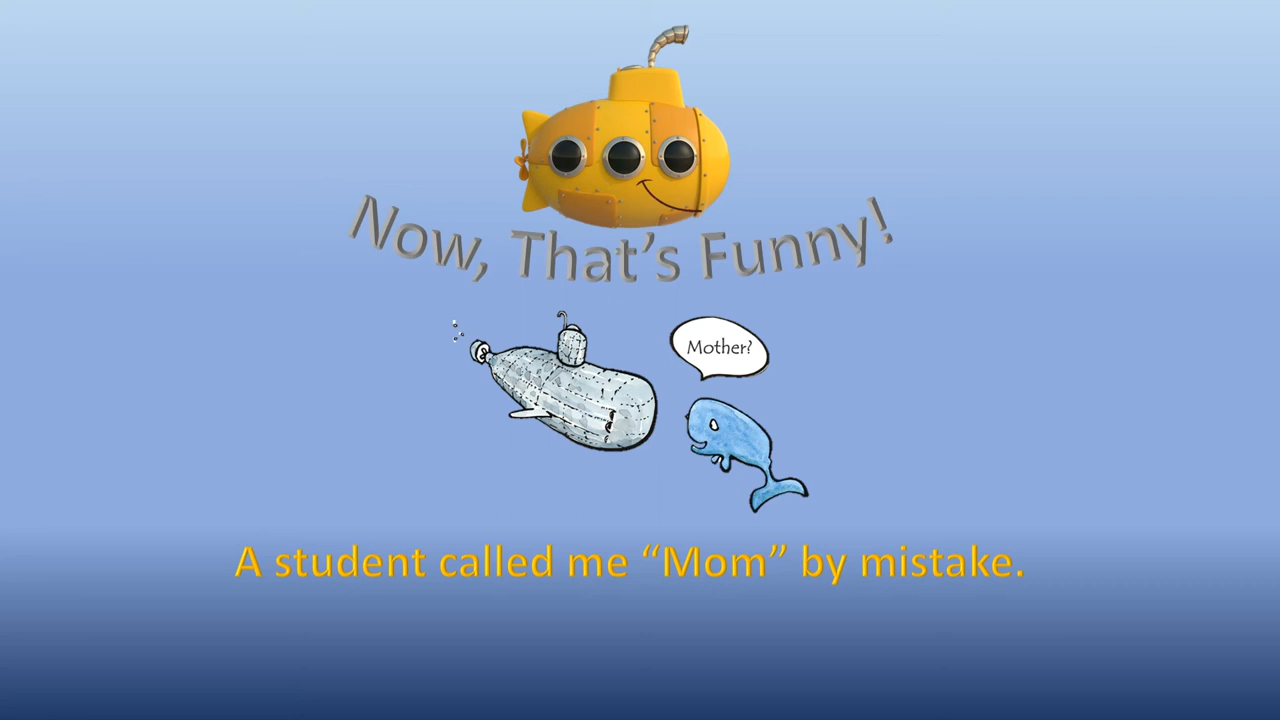 Now, That's Funny!
Mother?
A student called me “Mom” by mistake.